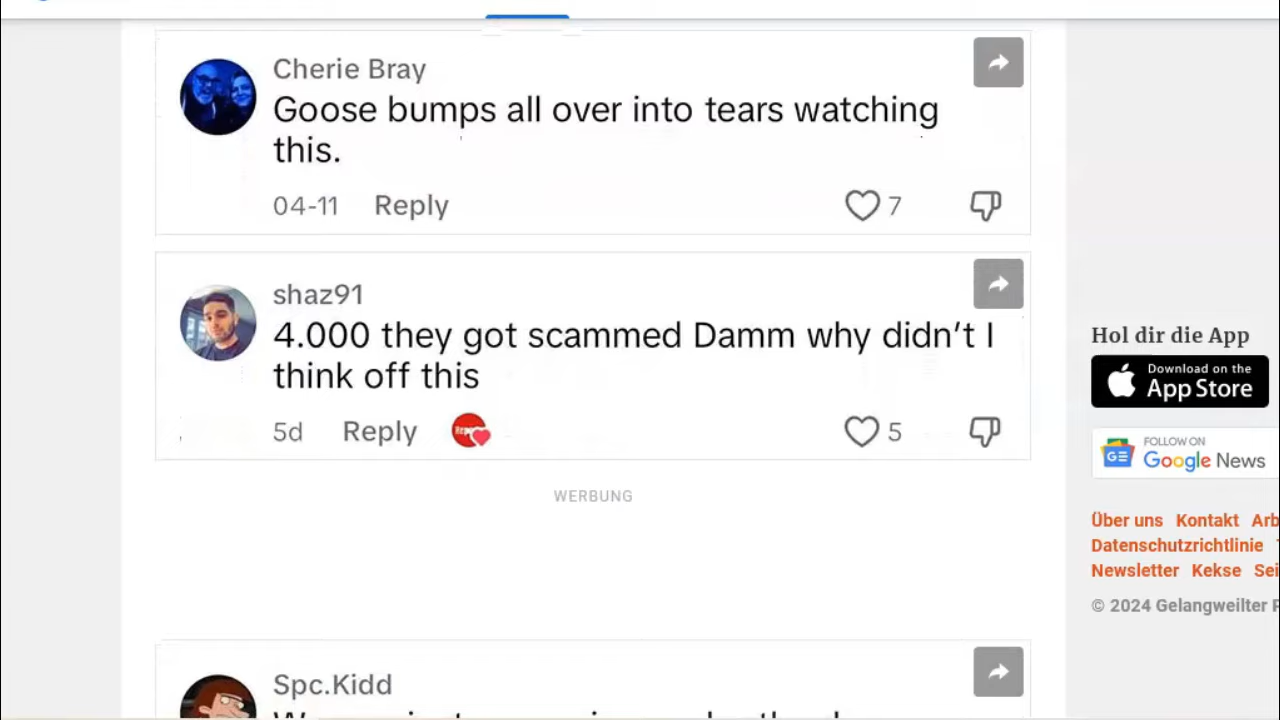 Cherie Bray
Goose bumps all over into tears watching
this.
04-11 Reply 7
shaz91
4.000 they got scammed Damm why didn't I
think off this
5d Reply 5
WERBUNG
Spc.Kidd
Hol dir die App
Download on the
App Store
FOLLOW ON
GE Google News
Über uns Kontakt
Datenschutzrichtlinie
Newsletter Kekse
© 2024 Gelangweilter